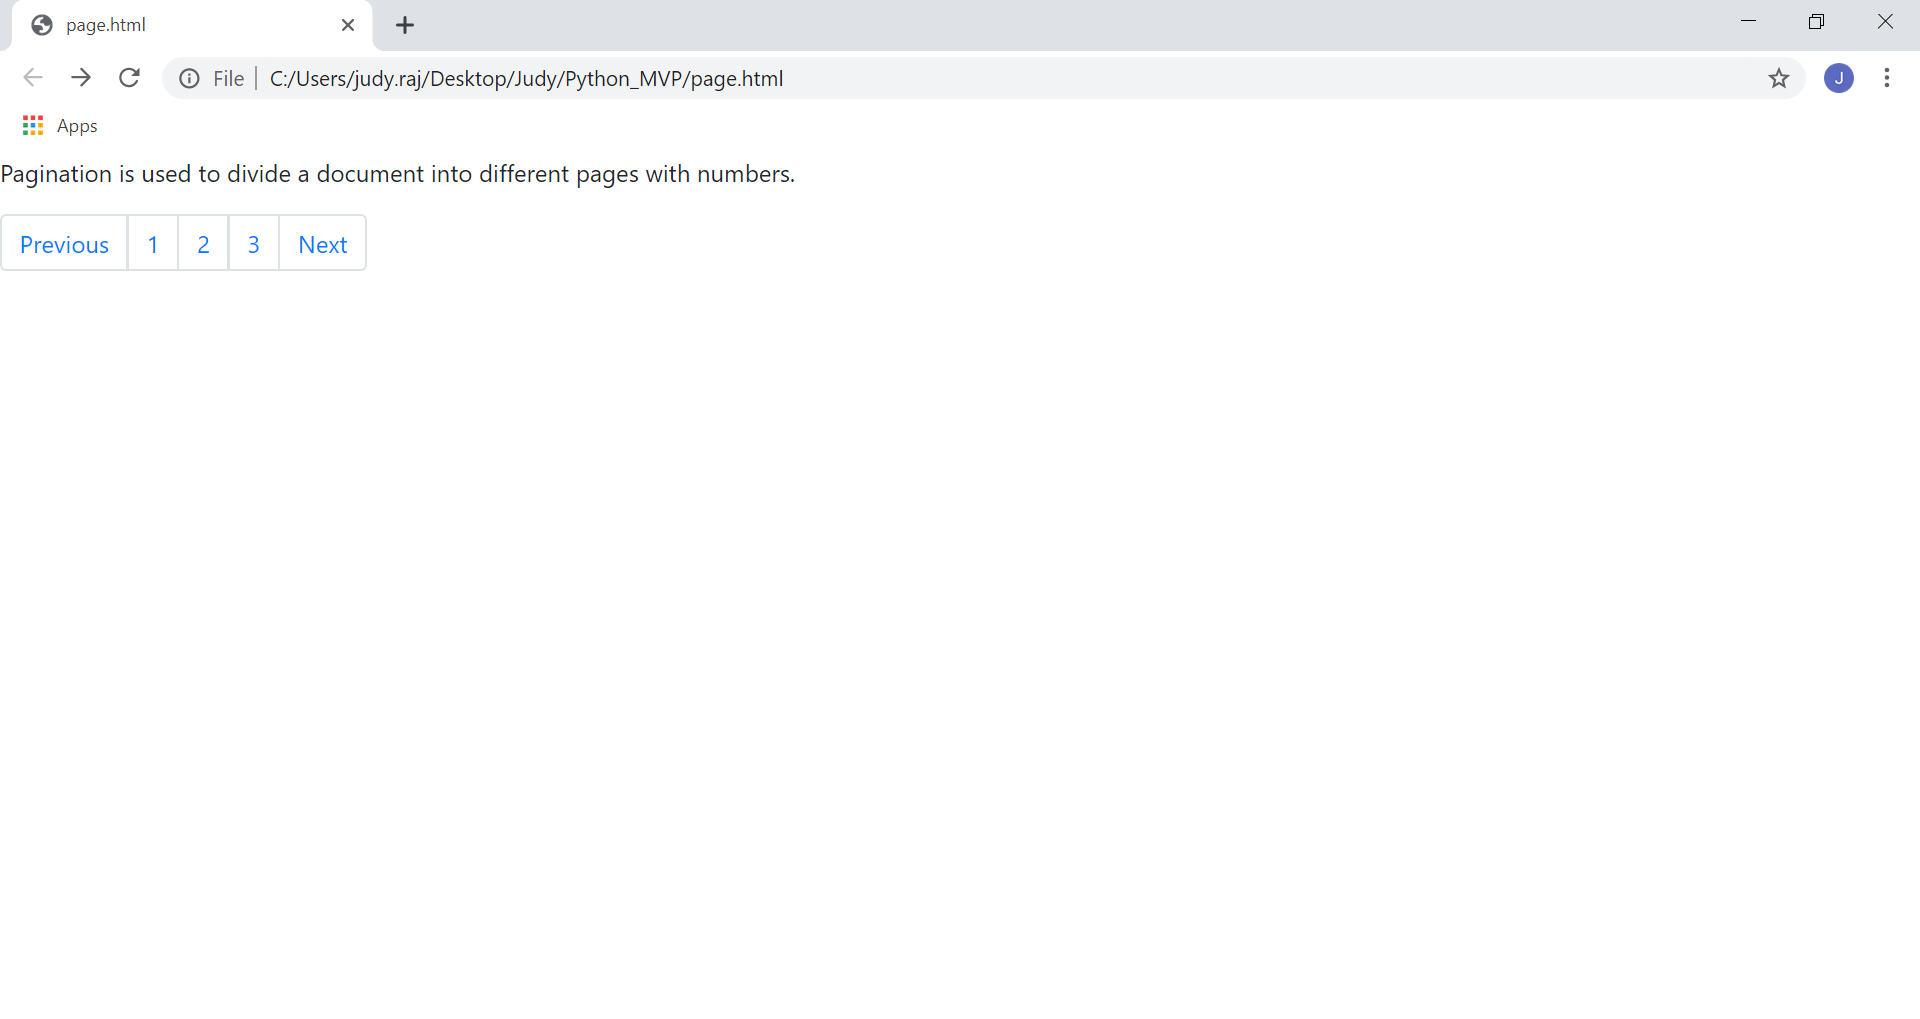 page.html
File | C:/Users/judy.raj/Desktop/Judy/Python_MVP/page.html J
Apps
Pagination is used to divide a document into different pages with numbers.
Previous 1 2 3 Next